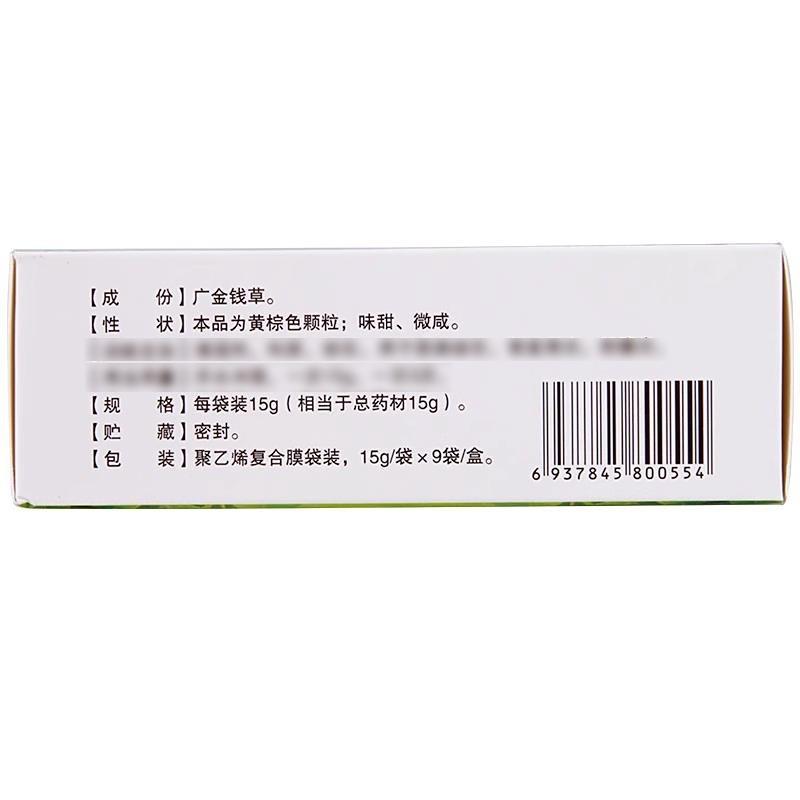 【成　份】广金钱草。
【性　状】本品为黄棕色颗粒；味甜、微咸。
【规　格】每袋装15g（相当于总药材15g）。
【贮　藏】密封。
【包　装】聚乙烯复合膜袋装，15g/袋×9袋/盒。
6 937845 800554